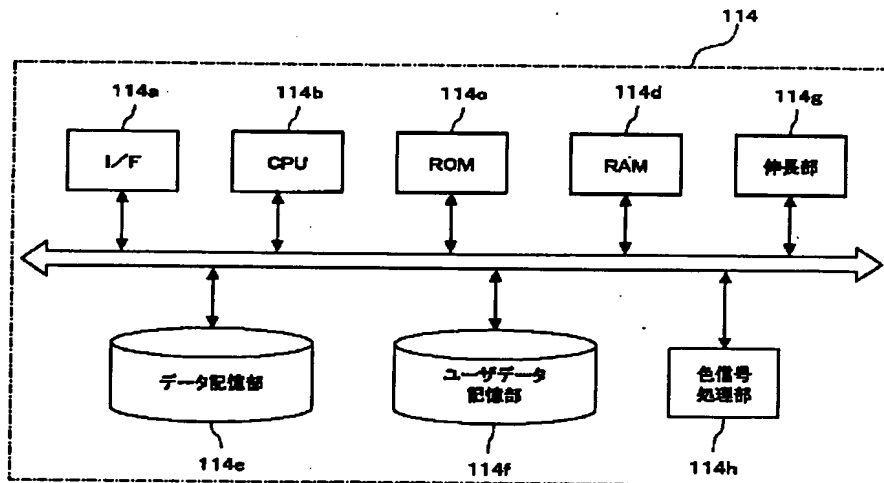 114
114a
114b
114c
114d
114g
I/F
CPU
ROM
RAM
伸長部
データ記憶部
ユーザデータ
記憶部
色信号
処理部
114e
114f
114h